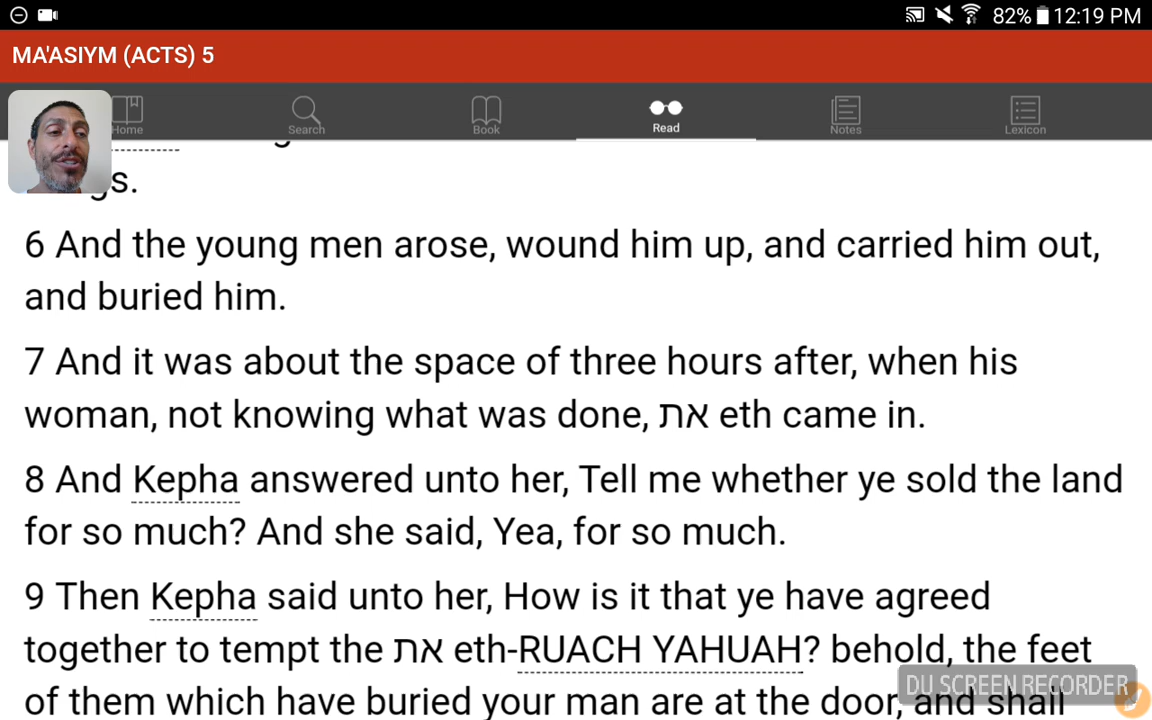 82% 12:19 PM
MA'ASIYM (ACTS) 5
Home Search Book Read Notes Lexicon
gs.
6 And the young men arose, wound him up, and carried him out,
and buried him.
7 And it was about the space of three hours after, when his
woman, not knowing what was done, את eth came in.
8 And Kepha answered unto her, Tell me whether ye sold the land
for so much? And she said, Yea, for so much.
9 Then Kepha said unto her, How is it that ye have agreed
together to tempt the את eth-RUACH YAHUAH? behold, the feet
of them which have buried your man are at the door, and shall
DU SCREEN RECORDER